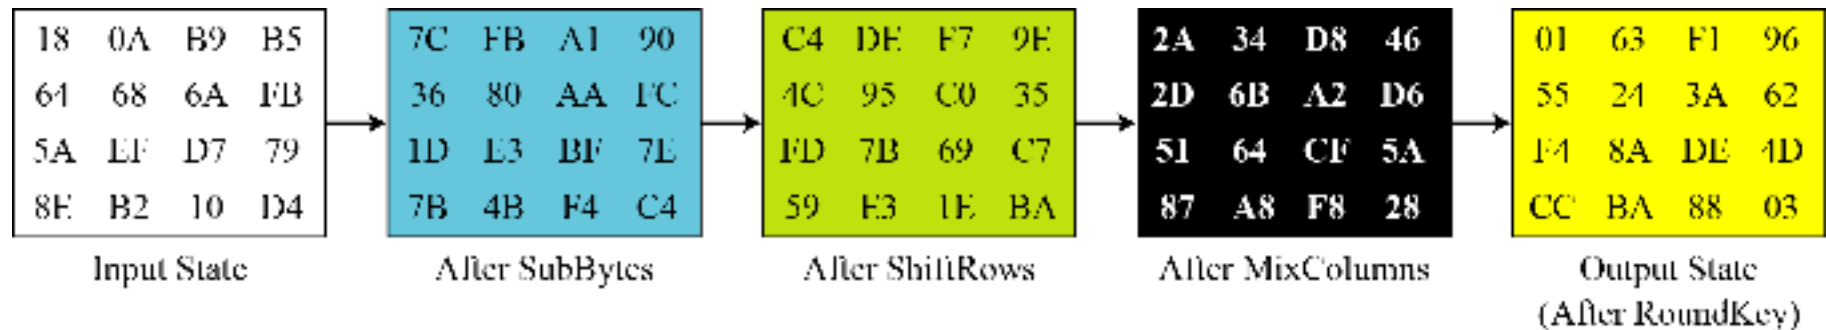 18 0A B9 B5
64 68 6A FB
5A EF D7 79
8E B2 10 D4
Input State
7C FB A1 90
36 80 AA FC
1D E3 BF 7E
7B 4B F4 C4
After SubBytes
C4 DE F7 9E
4C 95 C0 35
FD 7B 69 C7
59 E3 1E BA
After ShiftRows
2A 34 D8 46
2D 6B A2 D6
51 64 CF 5A
87 A8 F8 28
After MixColumns
01 63 F1 96
55 24 3A 62
F4 8A DE 4D
CC BA 88 03
Output State
(After RoundKey)